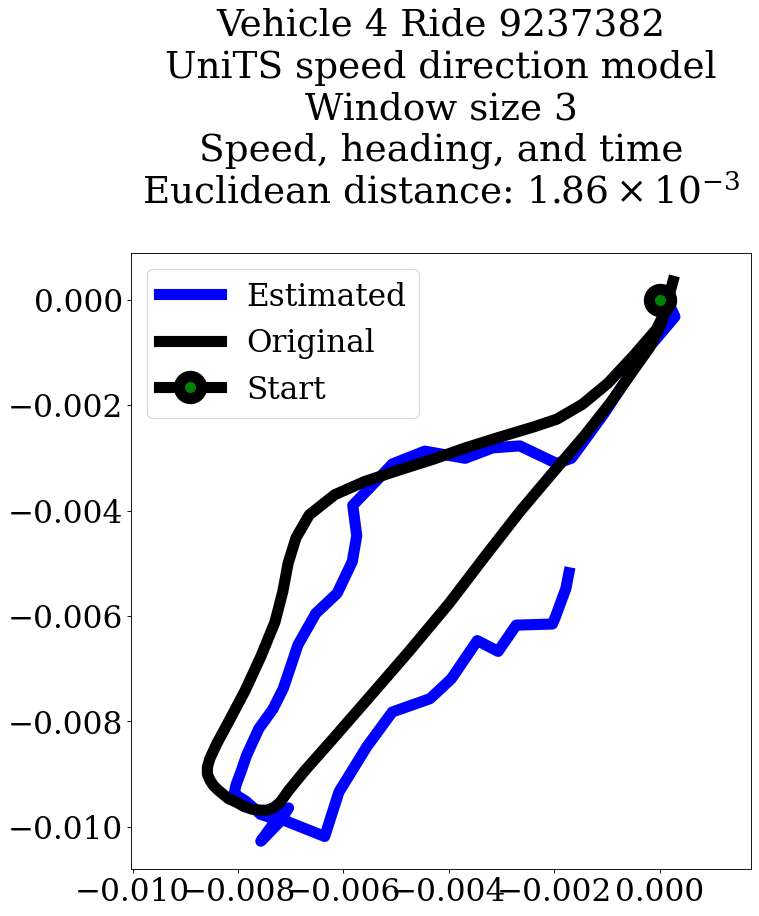 Vehicle 4 Ride 9237382
UniTS speed direction model
Window size 3
Speed, heading, and time
Euclidean distance: 1.86 × 10⁻³
Estimated
Original
Start
0.000
−0.002
−0.004
−0.006
−0.008
−0.010
−0.010 −0.008 −0.006 −0.004 −0.002 0.000